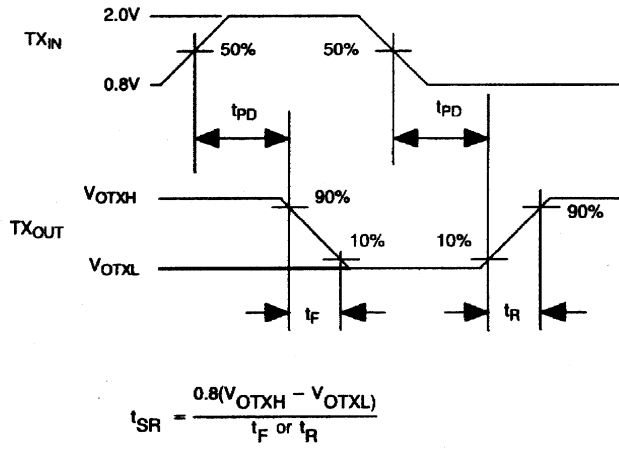 2.0V
TXIN
50%
50%
0.8V
tPD
tPD
VOTXH
90%
90%
TXOUT
10%
10%
VOTXL
tF
tR
tSR = 0.8(VOTXH − VOTXL)
tF or tR